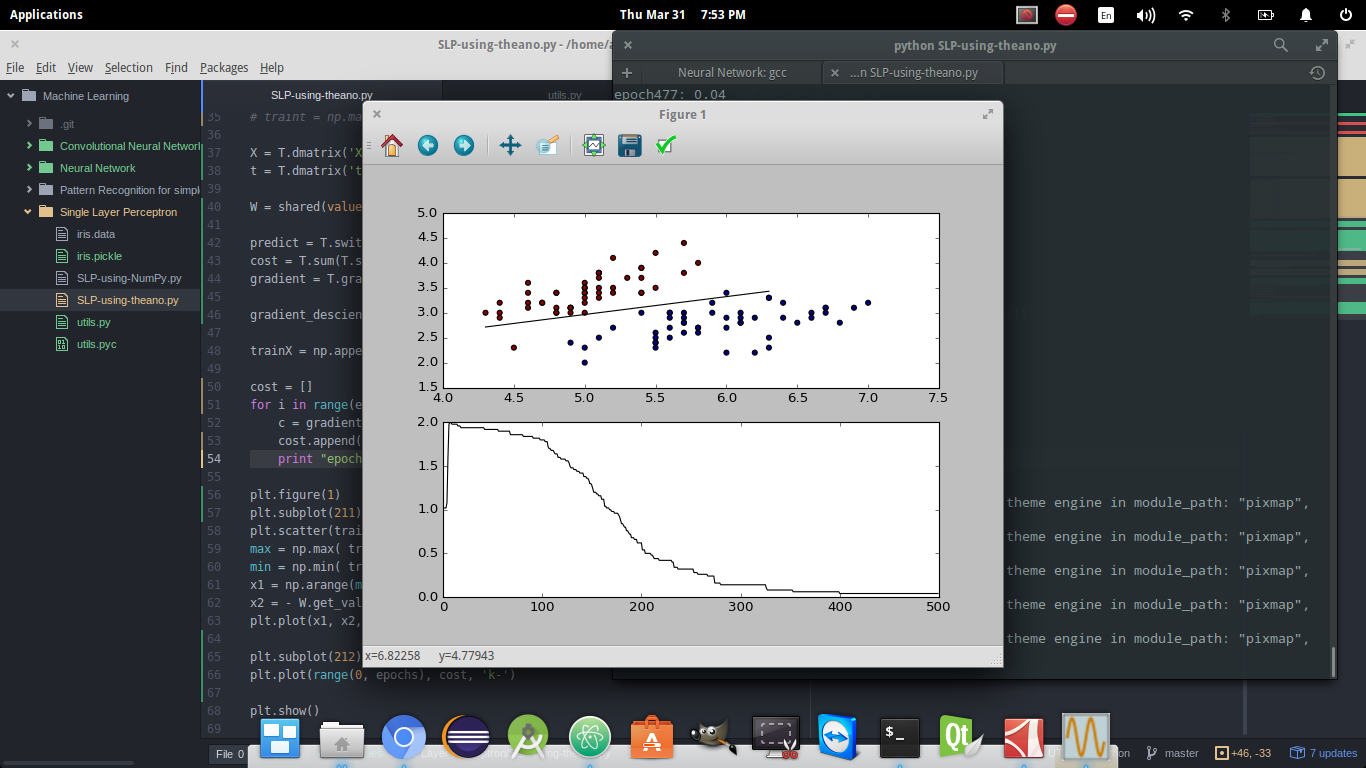 Applications
Thu Mar 31 7:53 PM
En
SLP-using-theano.py - /home/a
File Edit View Selection Find Packages Help
python SLP-using-theano.py
Neural Network: gcc
...n SLP-using-theano.py
epoch477: 0.04
Machine Learning
.git
Convolutional Neural Network
Neural Network
Pattern Recognition for simpl
Single Layer Perceptron
iris.data
iris.pickle
SLP-using-NumPy.py
SLP-using-theano.py
utils.py
utils.pyc
SLP-using-theano.py
utils.py
35 # traint = np.ma
36
37 X = T.dmatrix('X
38 t = T.dmatrix('t
39
40 W = shared(value
41
42 predict = T.swit
43 cost = T.sum(T.s
44 gradient = T.gra
45
46 gradient_descien
47
48 trainX = np.appe
49
50 cost = []
51 for i in range(e
52 c = gradient
53 cost.append(
54 print "epoch
55
56 plt.figure(1)
57 plt.subplot(211)
58 plt.scatter(trai
59 max = np.max( tr
60 min = np.min( tr
61 x1 = np.arange(m
62 x2 = - W.get_val
63 plt.plot(x1, x2,
64
65 plt.subplot(212)
66 plt.plot(range(0, epochs), cost, 'k-')
67
68 plt.show()
69
Figure 1
5.0
4.5
4.0
3.5
3.0
2.5
2.0
1.5
4.0 4.5 5.0 5.5 6.0 6.5 7.0 7.5
2.0
1.5
1.0
0.5
0.0
0 100 200 300 400 500
x=6.82258 y=4.77943
theme engine in module_path: "pixmap",
theme engine in module_path: "pixmap",
theme engine in module_path: "pixmap",
theme engine in module_path: "pixmap",
theme engine in module_path: "pixmap",
File 0
master
+46, -33
7 updates